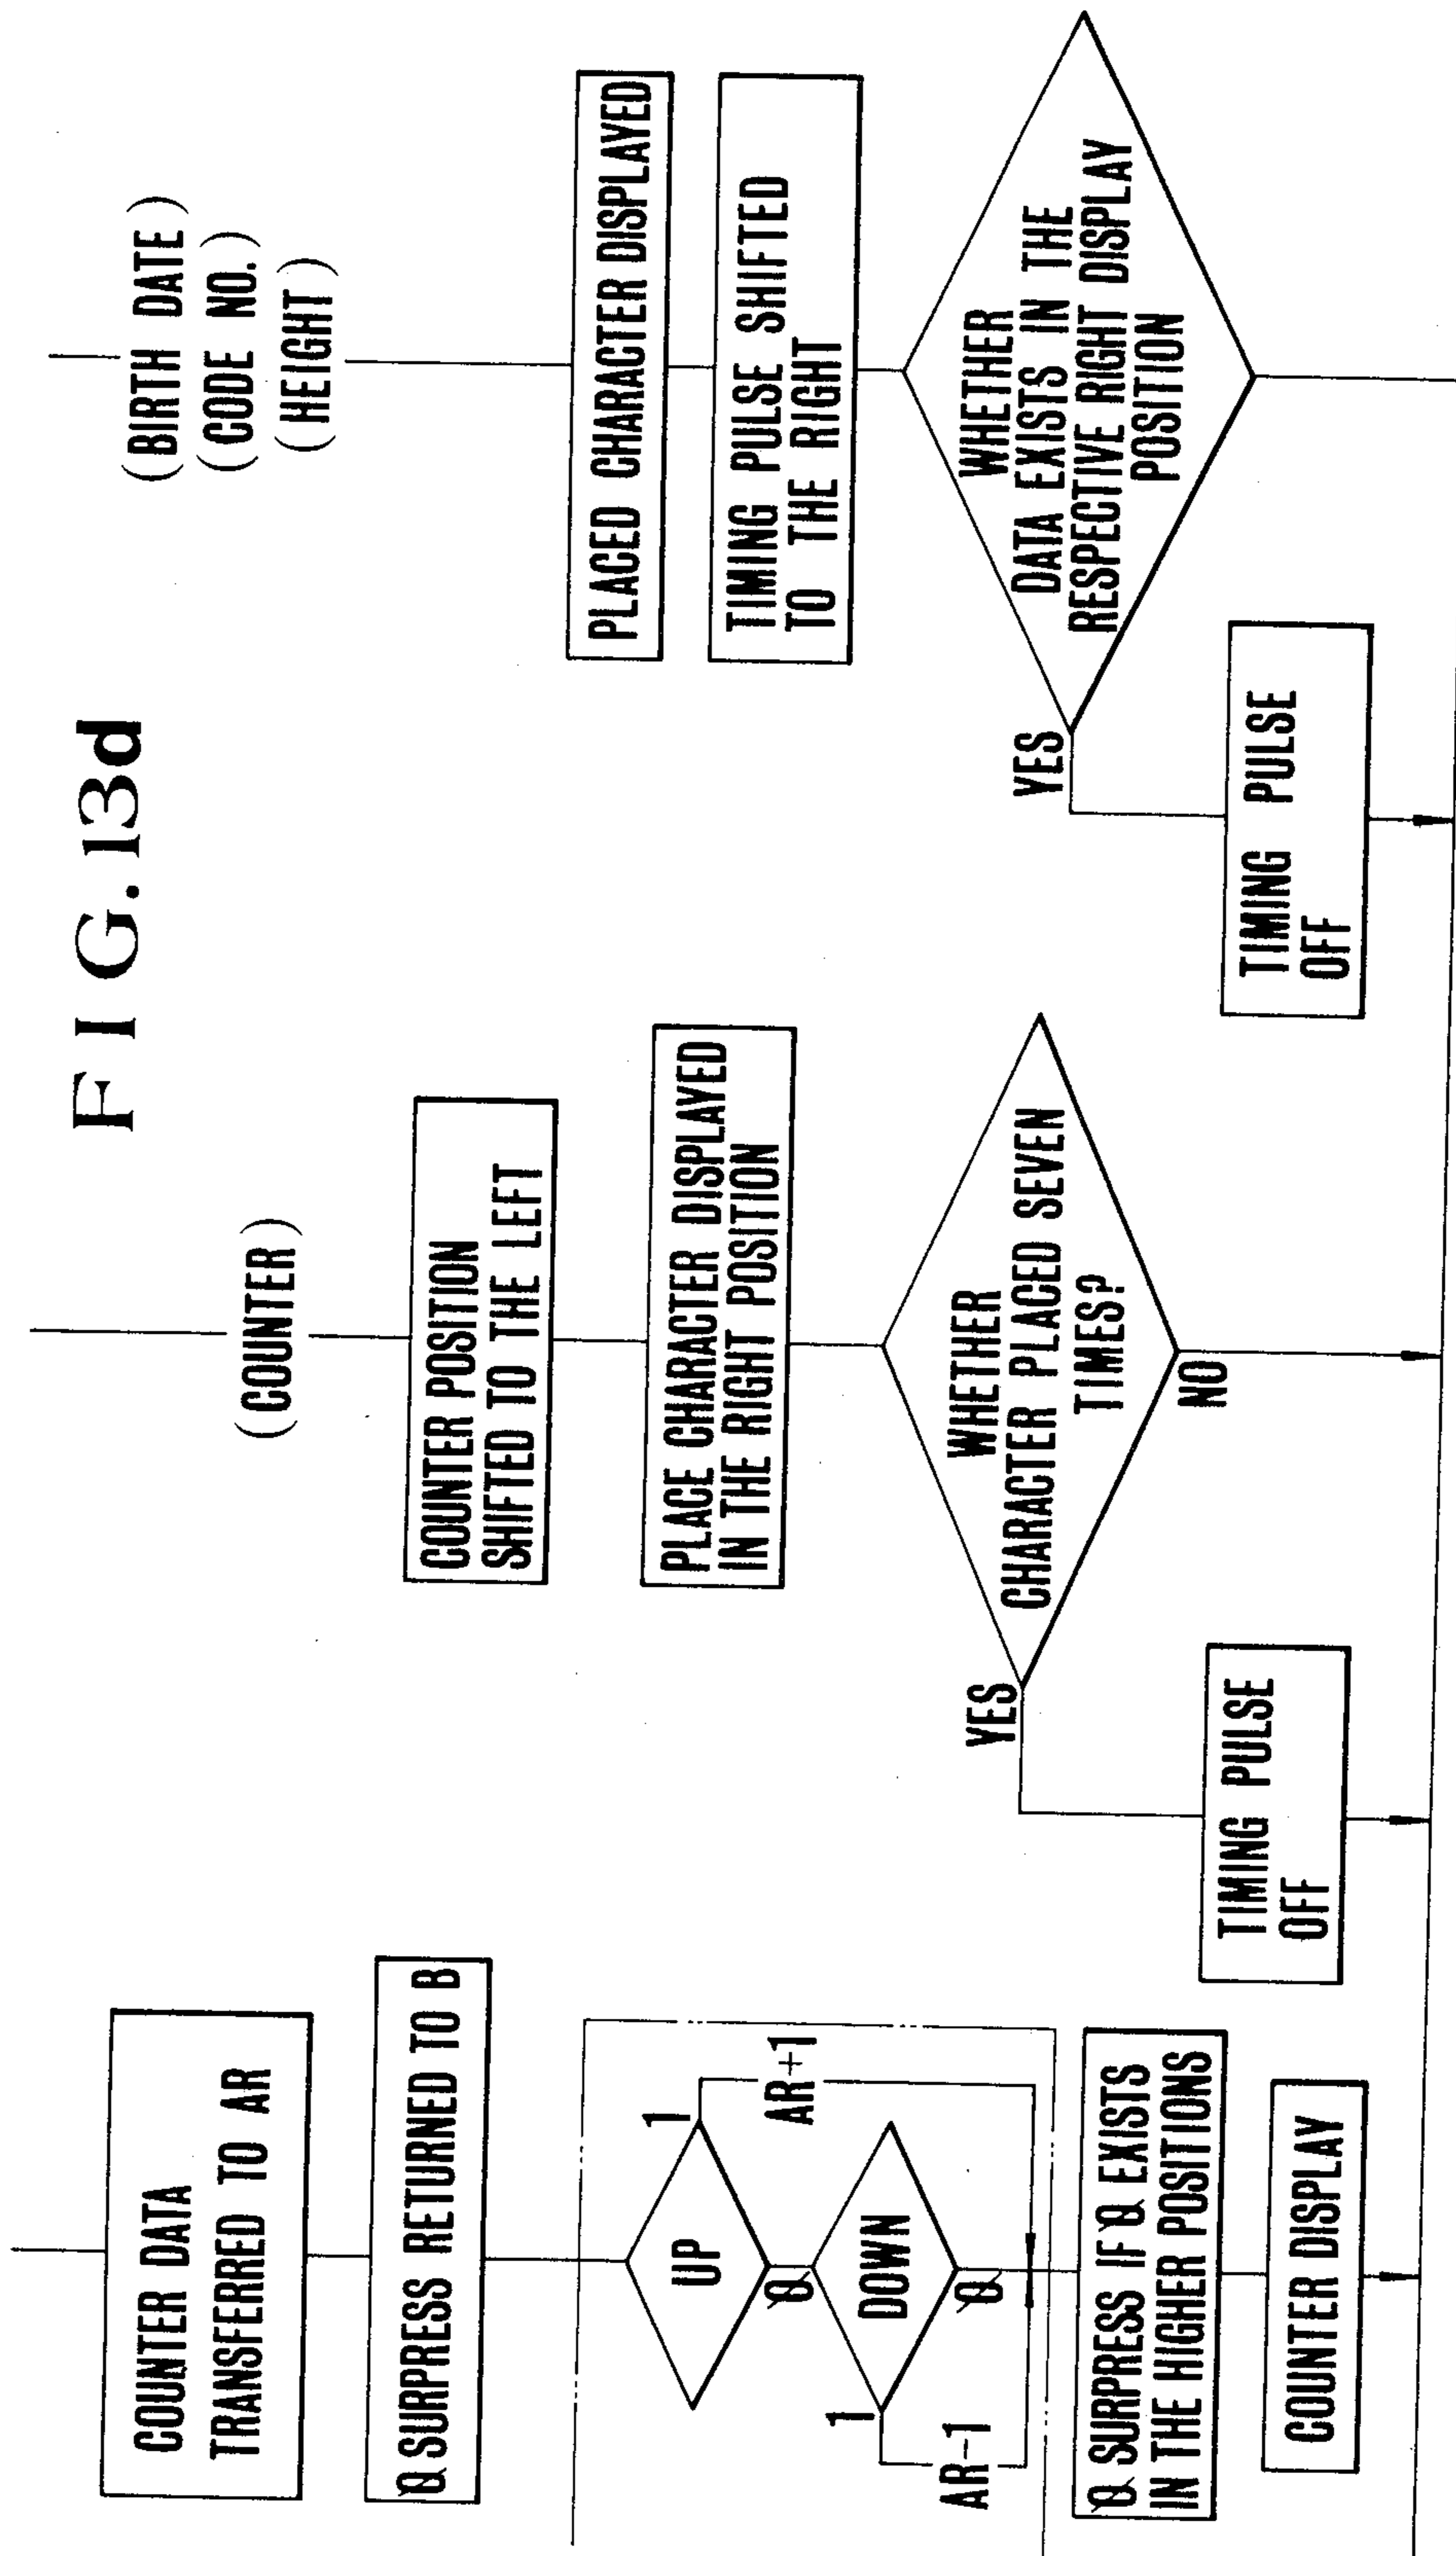 FIG. 13d
COUNTER DATA
TRANSFERRED TO AR
0̸ SURPRESS RETURNED TO B
UP
1
AR+1
0̸
DOWN
1
AR-1
0̸
0̸ SURPRESS IF 0̸ EXISTS
IN THE HIGHER POSITIONS
COUNTER DISPLAY
(COUNTER)
COUNTER POSITION
SHIFTED TO THE LEFT
PLACE CHARACTER DISPLAYED
IN THE RIGHT POSITION
WHETHER
CHARACTER PLACED SEVEN
TIMES?
YES
NO
TIMING PULSE
OFF
(BIRTH DATE)
(CODE NO.)
(HEIGHT)
PLACED CHARACTER DISPLAYED
TIMING PULSE SHIFTED
TO THE RIGHT
WHETHER
DATA EXISTS IN THE
RESPECTIVE RIGHT DISPLAY
POSITION
YES
TIMING PULSE
OFF